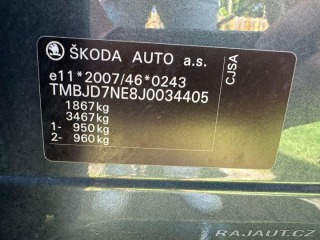 ŠKODA AUTO a.s.
e11*2007/46*0243
TMBJD7NE8J0034405
1867kg
3467kg
1- 950kg
2- 960kg
CJSA
RAJAUT.CZ